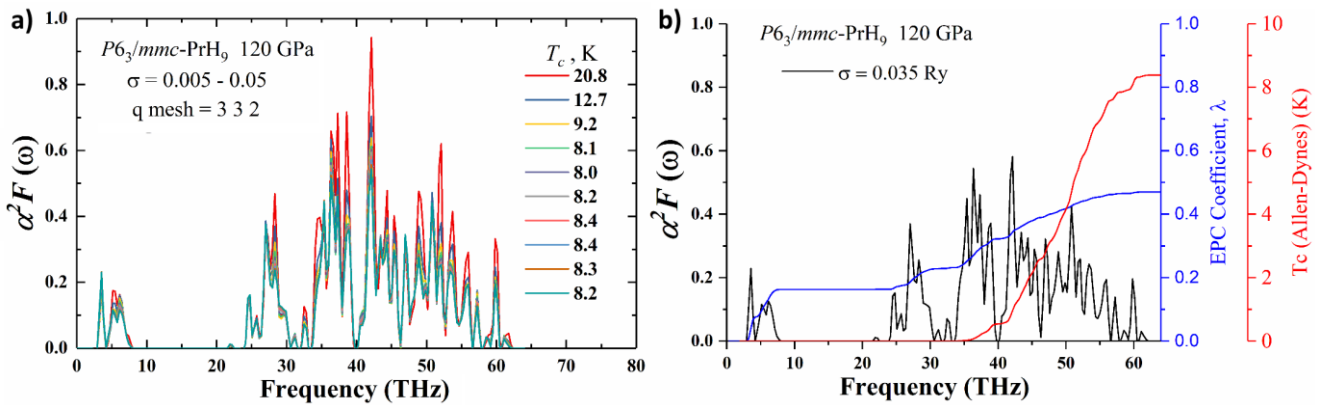 a)
P6₃/mmc-PrH₉ 120 GPa
σ = 0.005 - 0.05
q mesh = 3 3 2
T_c , K
20.8
12.7
9.2
8.1
8.0
8.2
8.4
8.4
8.3
8.2
α²F (ω)
1.0
0.8
0.6
0.4
0.2
0.0
0 10 20 30 40 50 60 70 80
Frequency (THz)
b)
P6₃/mmc-PrH₉ 120 GPa
σ = 0.035 Ry
α²F (ω)
1.0
0.8
0.6
0.4
0.2
0.0
0 10 20 30 40 50 60
Frequency (THz)
1.0
0.8
0.6
0.4
0.2
0.0
EPC Coefficient, λ
10
8
6
4
2
0
Tc (Allen-Dynes) (K)